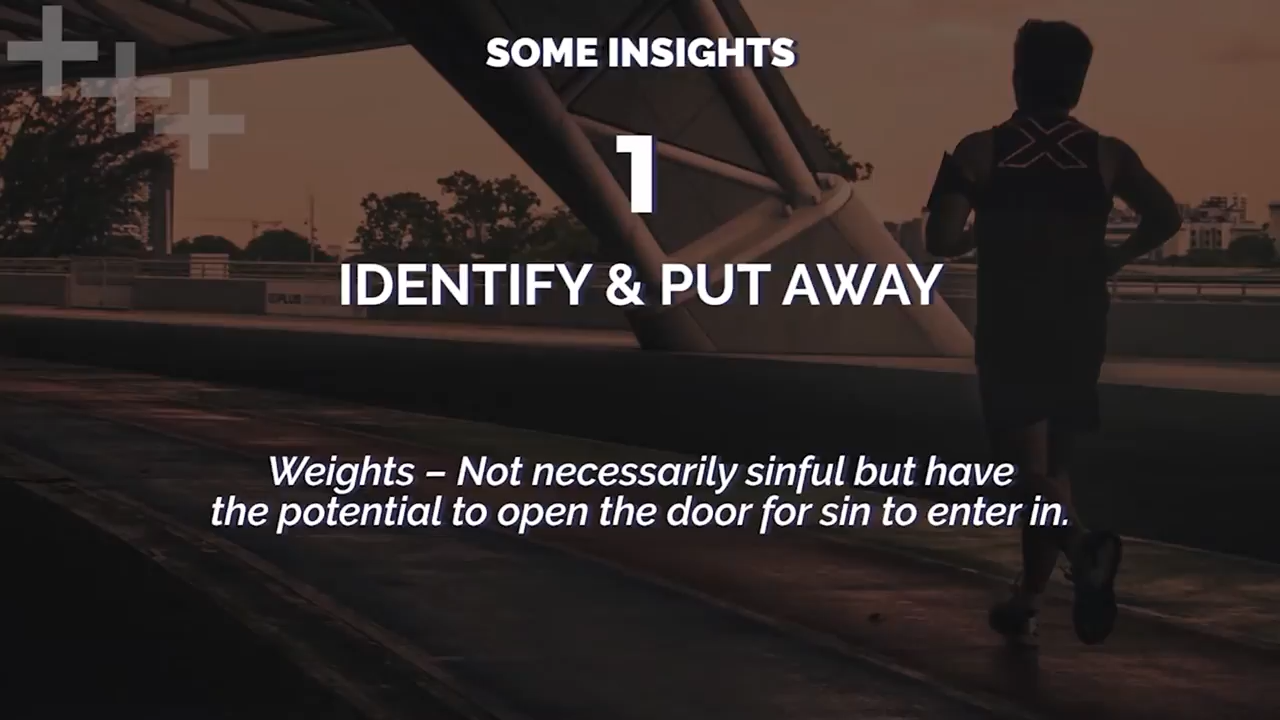 SOME INSIGHTS
1
IDENTIFY & PUT AWAY
Weights – Not necessarily sinful but have
the potential to open the door for sin to enter in.